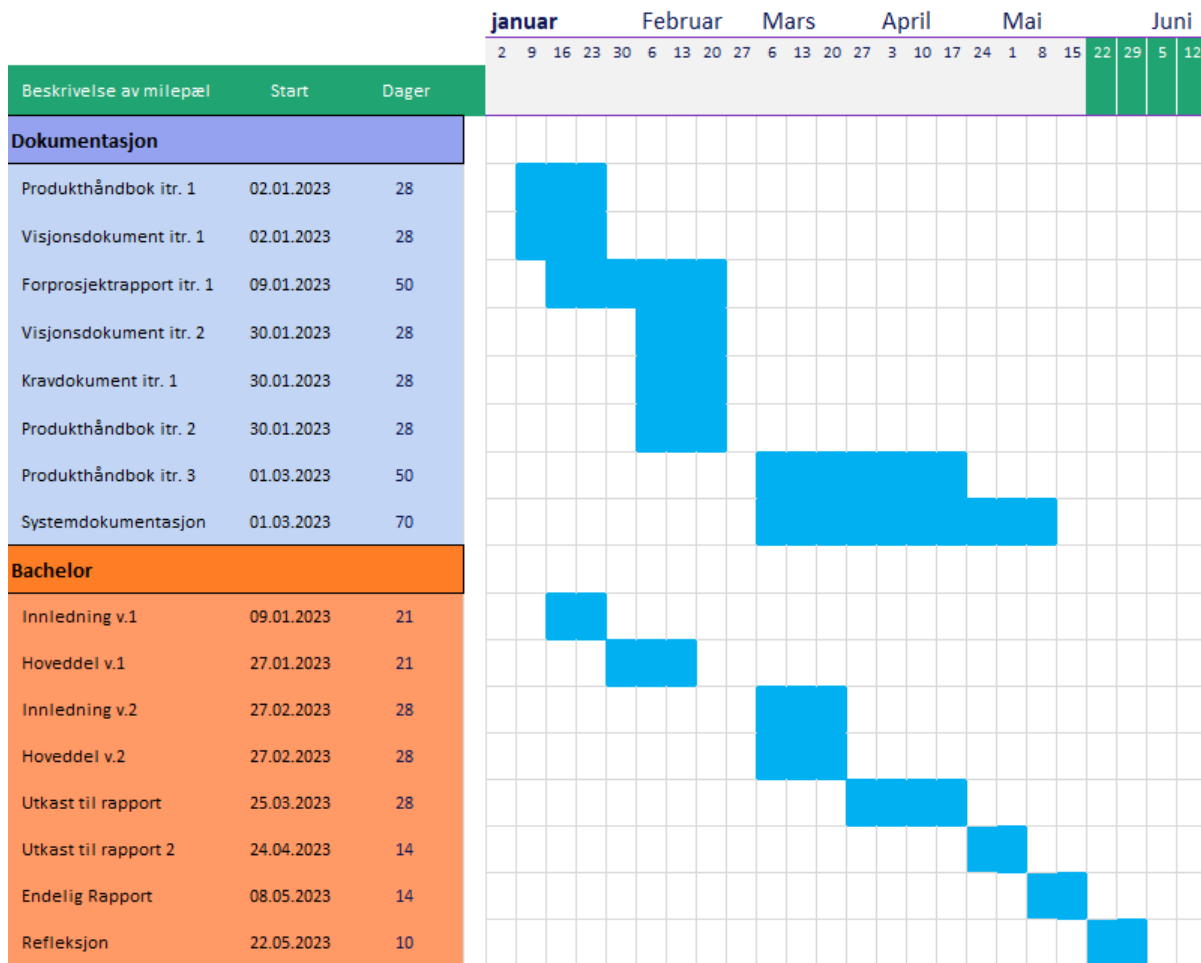 januar Februar Mars April Mai Juni
2 9 16 23 30 6 13 20 27 6 13 20 27 3 10 17 24 1 8 15 22 29 5 12
Beskrivelse av milepæl Start Dager
Dokumentasjon
Produkthåndbok itr. 1 02.01.2023 28
Visjonsdokument itr. 1 02.01.2023 28
Forprosjektrapport itr. 1 09.01.2023 50
Visjonsdokument itr. 2 30.01.2023 28
Kravdokument itr. 1 30.01.2023 28
Produkthåndbok itr. 2 30.01.2023 28
Produkthåndbok itr. 3 01.03.2023 50
Systemdokumentasjon 01.03.2023 70
Bachelor
Innledning v.1 09.01.2023 21
Hoveddel v.1 27.01.2023 21
Innledning v.2 27.02.2023 28
Hoveddel v.2 27.02.2023 28
Utkast til rapport 25.03.2023 28
Utkast til rapport 2 24.04.2023 14
Endelig Rapport 08.05.2023 14
Refleksjon 22.05.2023 10